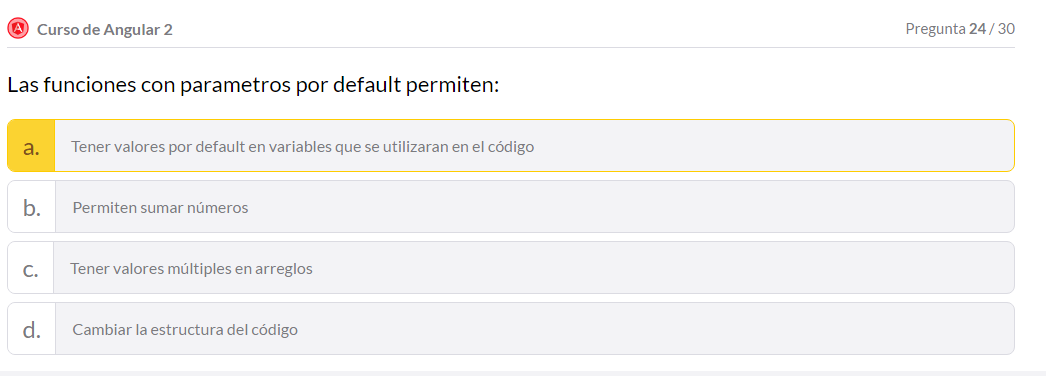 Curso de Angular 2
Pregunta 24 / 30
Las funciones con parametros por default permiten:
a. Tener valores por default en variables que se utilizaran en el código
b. Permiten sumar números
c. Tener valores múltiples en arreglos
d. Cambiar la estructura del código